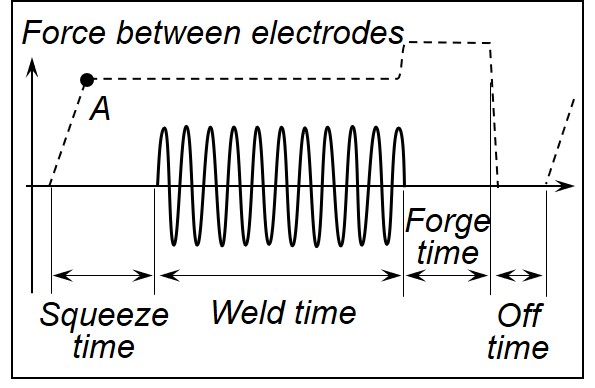 Force between electrodes
A
Forge
time
Squeeze
time
Weld time
Off
time